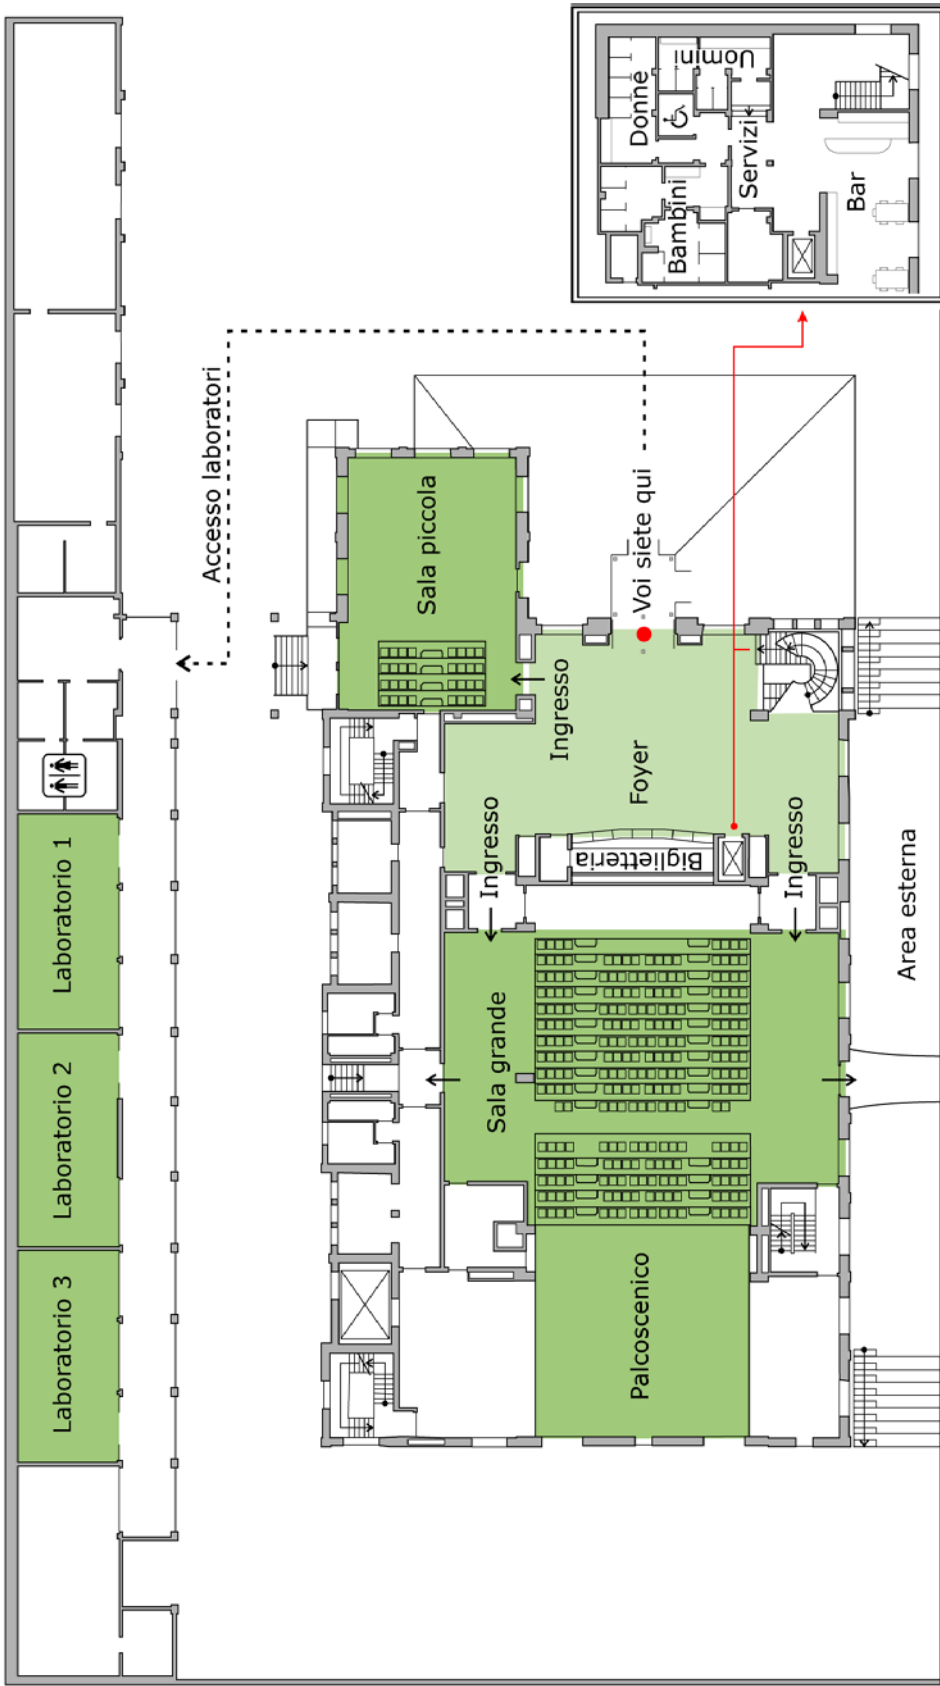 Laboratorio 3
Laboratorio 2
Laboratorio 1
Accesso laboratori
Sala piccola
Ingresso
Ingresso
Sala grande
Palcoscenico
Foyer
Voi siete qui
Biglietteria
Ingresso
Area esterna
Donne
Uomini
Bambini
Servizi
Bar